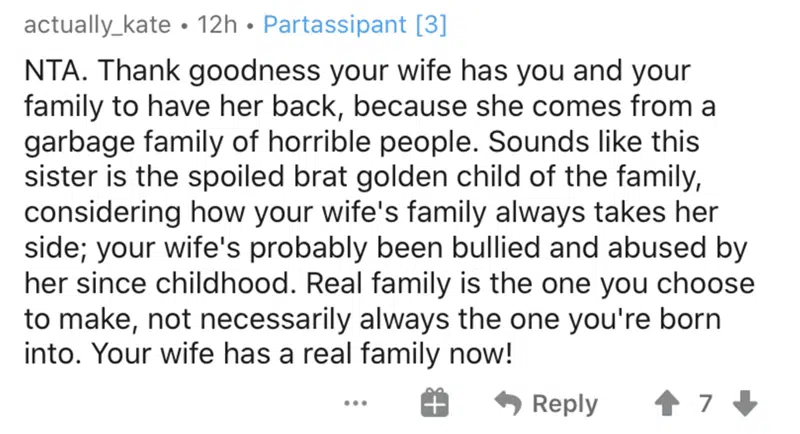 actually_kate • 12h • Partassipant [3]
NTA. Thank goodness your wife has you and your
family to have her back, because she comes from a
garbage family of horrible people. Sounds like this
sister is the spoiled brat golden child of the family,
considering how your wife's family always takes her
side; your wife's probably been bullied and abused by
her since childhood. Real family is the one you choose
to make, not necessarily always the one you're born
into. Your wife has a real family now!
... Reply 7